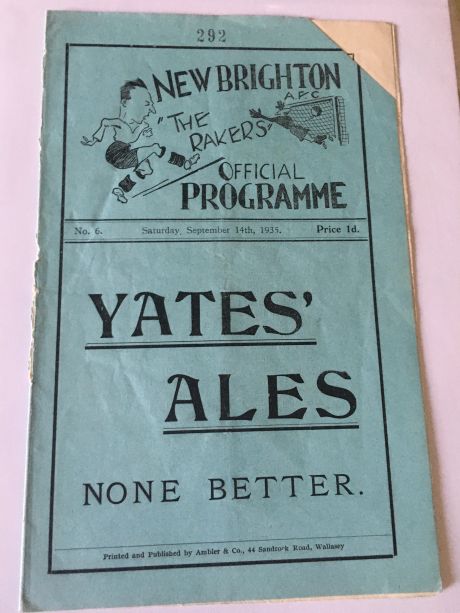 292
NEW BRIGHTON
A.F.C.
"THE
RAKERS"
OFFICIAL
PROGRAMME
No. 6. Saturday, September 14th, 1935. Price 1d.
YATES'
ALES
NONE BETTER.
Printed and Published by Ambler & Co., 44 Sandrock Road, Wallasey